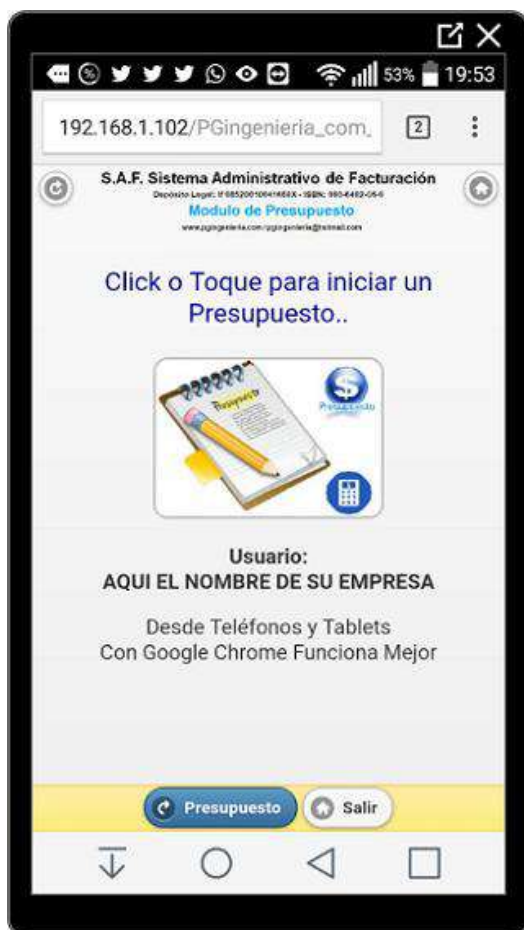 53% 19:53
192.168.1.102/PGingenieria_com_ 2
S.A.F. Sistema Administrativo de Facturación
Modulo de Presupuesto
Click o Toque para iniciar un
Presupuesto..
Presupuesto
Presupuesto
Usuario:
AQUI EL NOMBRE DE SU EMPRESA
Desde Teléfonos y Tablets
Con Google Chrome Funciona Mejor
Presupuesto Salir